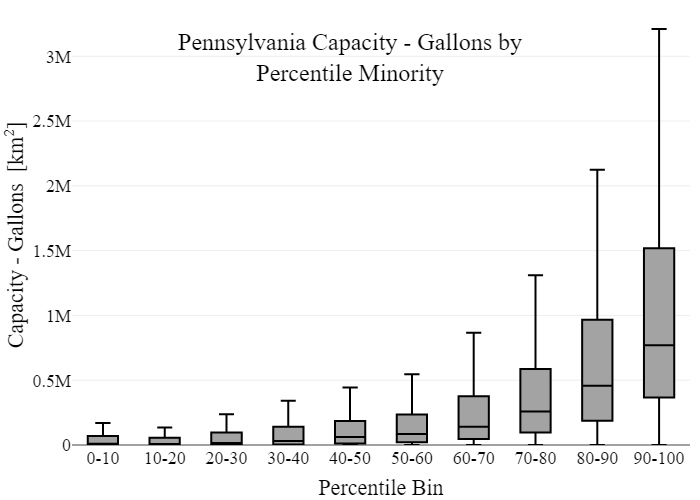 Pennsylvania Capacity - Gallons by
Percentile Minority
Capacity - Gallons [km²]
3M
2.5M
2M
1.5M
1M
0.5M
0
0-10 10-20 20-30 30-40 40-50 50-60 60-70 70-80 80-90 90-100
Percentile Bin